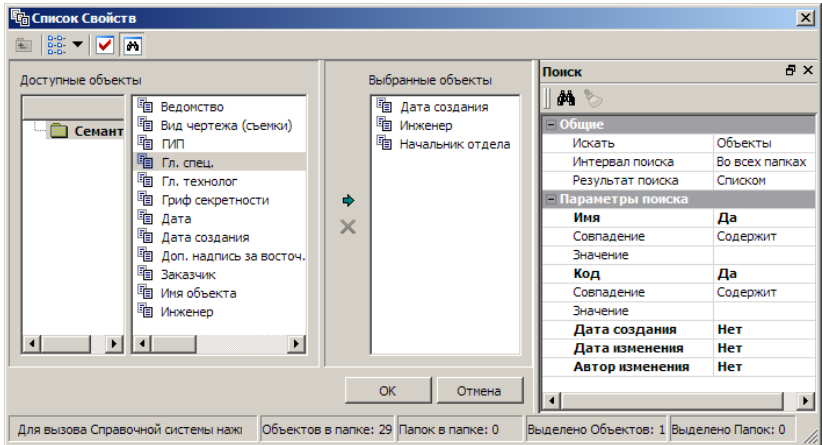 Список Свойств
Доступные объекты
Семант
Ведомство
Вид чертежа (съемки)
ГИП
Гл. спец.
Гл. технолог
Гриф секретности
Дата
Дата создания
Доп. надпись за восточ.
Заказчик
Имя объекта
Инженер
Выбранные объекты
Дата создания
Инженер
Начальник отдела
OK
Отмена
Поиск
Общие
Искать Объекты
Интервал поиска Во всех папках
Результат поиска Списком
Параметры поиска
Имя Да
Совпадение Содержит
Значение
Код Да
Совпадение Содержит
Значение
Дата создания Нет
Дата изменения Нет
Автор изменения Нет
Для вызова Справочной системы наж Объектов в папке: 29 Папок в папке: 0 Выделено Объектов: 1 Выделено Папок: 0